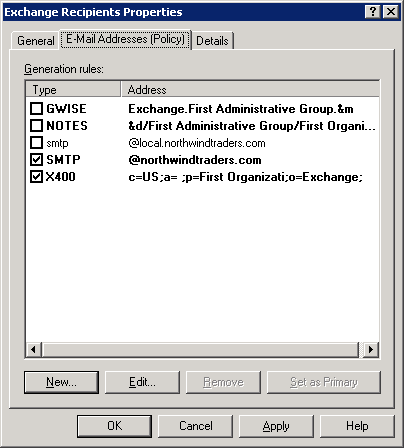 Exchange Recipients Properties
General E-Mail Addresses (Policy) Details
Generation rules:
Type Address
GWISE Exchange.First Administrative Group.&m
NOTES &d/First Administrative Group/First Organi...
smtp @local.northwindtraders.com
SMTP @northwindtraders.com
X400 c=US;a= ;p=First Organizati;o=Exchange;
New... Edit... Remove Set as Primary
OK Cancel Apply Help